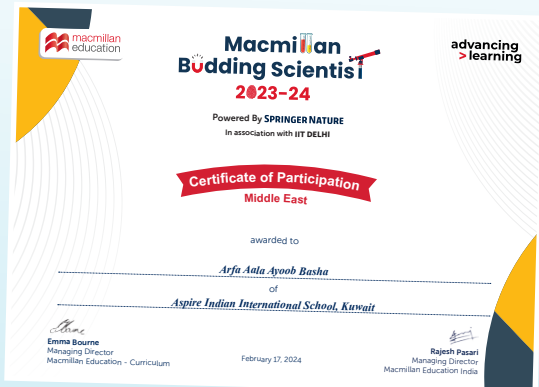 macmillan
education
advancing
>learning
Macmillan
Budding Scientist
2023-24
Powered By SPRINGER NATURE
In association with IIT DELHI
Certificate of Participation
Middle East
awarded to
Arfa Aala Ayoob Basha
of
Aspire Indian International School, Kuwait
Emma Bourne
Managing Director
Macmillan Education - Curriculum
February 17, 2024
Rajesh Pasari
Managing Director
Macmillan Education India